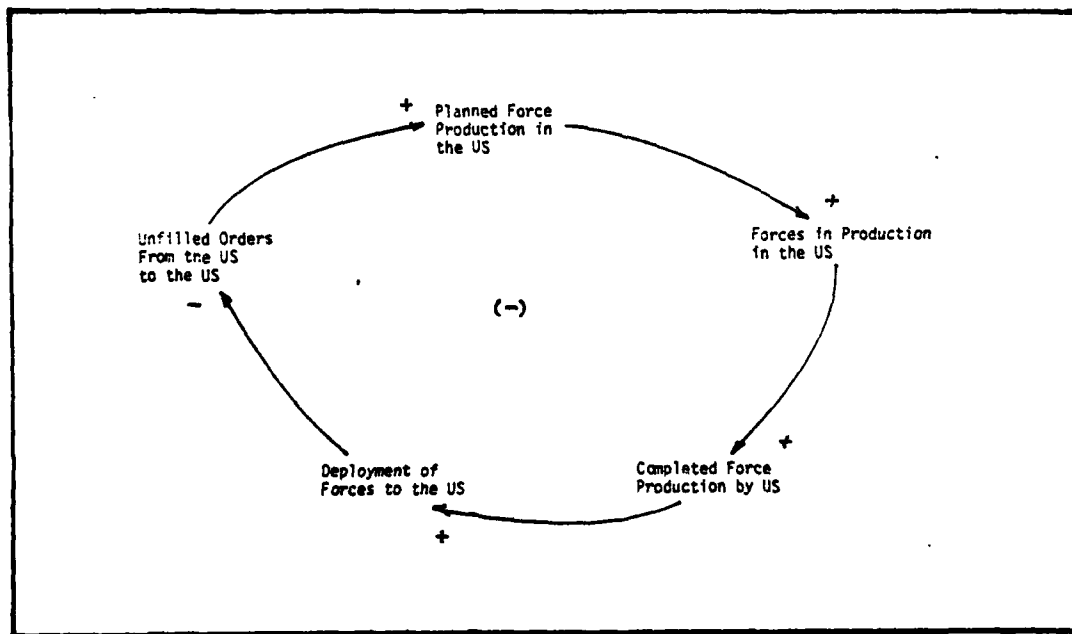 +
Planned Force
Production in
the US
+
Forces in Production
in the US
+
Completed Force
Production by US
Deployment of
Forces to the US
+
Unfilled Orders
From the US
to the US
-
(-)